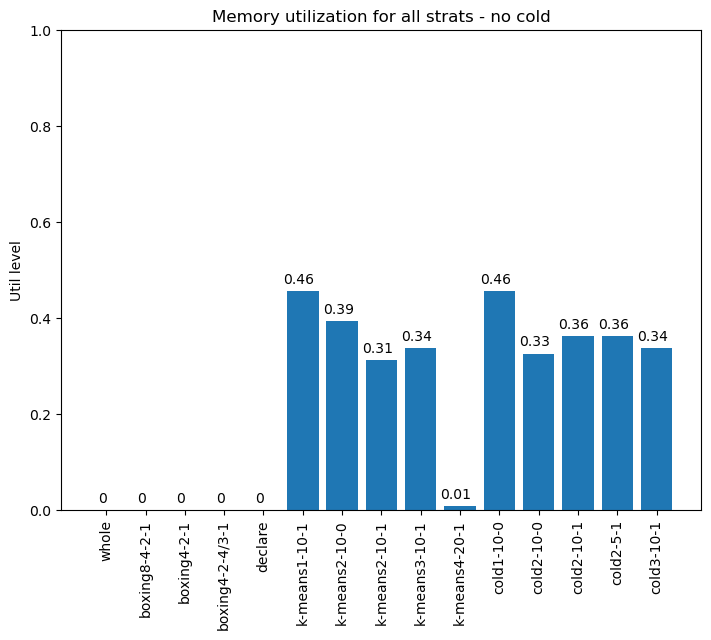 Memory utilization for all strats - no cold
Util level
1.0
0.8
0.6
0.4
0.2
0.0
0
0
0
0
0
0.46
0.39
0.31
0.34
0.01
0.46
0.33
0.36
0.36
0.34
whole
boxing8-4-2-1
boxing4-2-1
boxing4-2-4/3-1
declare
k-means1-10-1
k-means2-10-0
k-means2-10-1
k-means3-10-1
k-means4-20-1
cold1-10-0
cold2-10-0
cold2-10-1
cold2-5-1
cold3-10-1